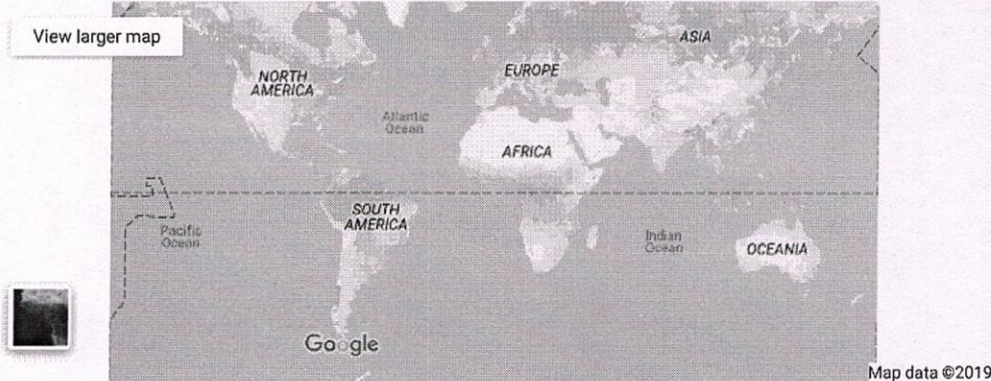 View larger map
ASIA
EUROPE
NORTH
AMERICA
Atlantic
Ocean
AFRICA
SOUTH
AMERICA
Pacific
Ocean
Indian
Ocean
OCEANIA
Google
Map data ©2019